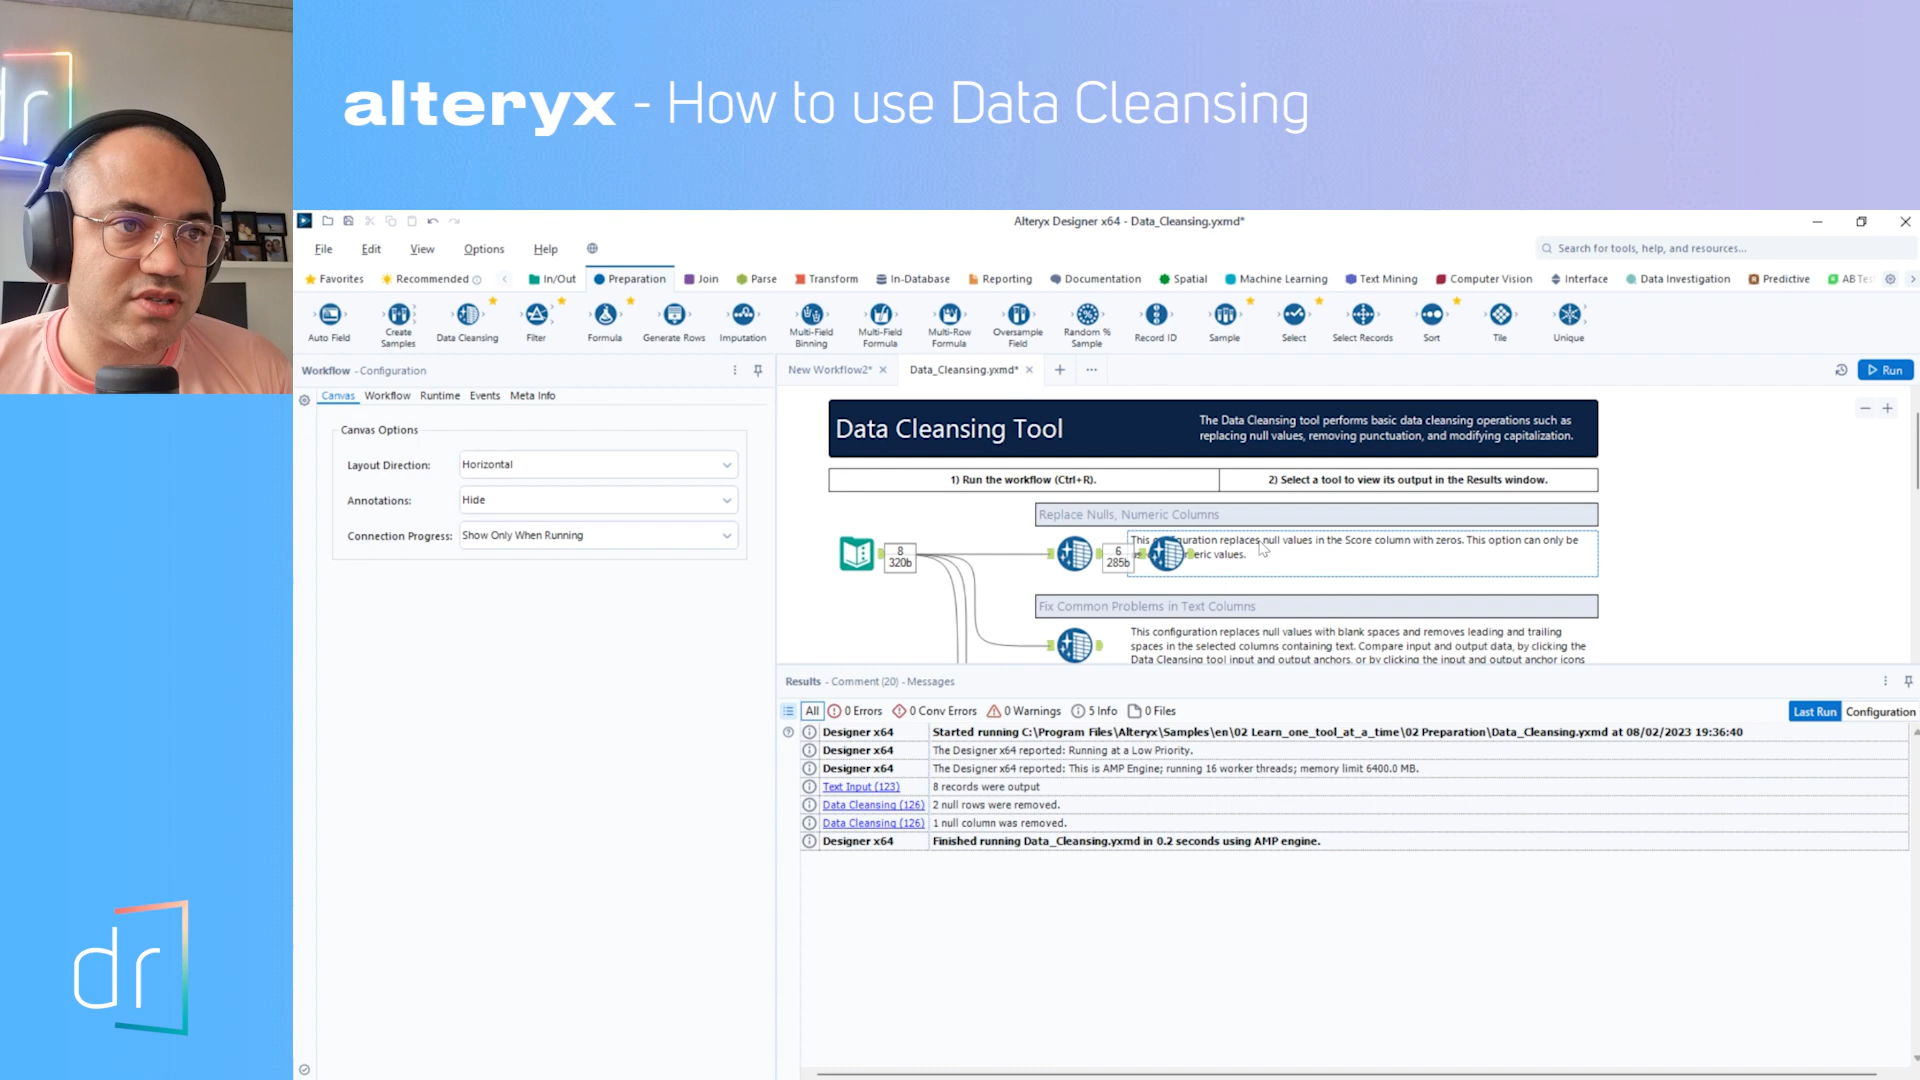 dr
alteryx - How to use Data Cleansing
Alteryx Designer x64 - Data_Cleansing.yxmd*
File Edit View Options Help
Search for tools, help, and resources...
Favorites Recommended In/Out Preparation Join Parse Transform In-Database Reporting Documentation Spatial Machine Learning Text Mining Computer Vision Interface Data Investigation Predictive
Auto Field
Create Samples
Data Cleansing
Filter
Formula
Generate Rows
Imputation
Multi-Field Binning
Multi-Field Formula
Multi-Row Formula
Oversample Field
Random % Sample
Record ID
Sample
Select
Select Records
Sort
Tile
Unique
Workflow - Configuration
Canvas Workflow Runtime Events Meta Info
Canvas Options
Layout Direction: Horizontal
Annotations: Hide
Connection Progress: Show Only When Running
New Workflow2* Data_Cleansing.yxmd*
Run
Data Cleansing Tool
The Data Cleansing tool performs basic data cleansing operations such as
replacing null values, removing punctuation, and modifying capitalization.
1) Run the workflow (Ctrl+R). 2) Select a tool to view its output in the Results window.
Replace Nulls, Numeric Columns
8
320b
6
285b
This replaces null values in the Score column with zeros. This option can only be
values.
Fix Common Problems in Text Columns
This configuration replaces null values with blank spaces and removes leading and trailing
spaces in the selected columns containing text. Compare input and output data, by clicking the
Data Cleansing tool input and output anchors, or by clicking the input and output anchor icons
Results - Comment (20) - Messages
All 0 Errors 0 Conv Errors 0 Warnings 5 Info 0 Files
Last Run Configuration
Designer x64 Started running C:\Program Files\Alteryx\Samples\en\02 Learn_one_tool_at_a_time\02 Preparation\Data_Cleansing.yxmd at 08/02/2023 19:36:40
Designer x64 The Designer x64 reported: Running at a Low Priority.
Designer x64 The Designer x64 reported: This is AMP Engine; running 16 worker threads; memory limit 6400.0 MB.
Text Input (123) 8 records were output
Data Cleansing (126) 2 null rows were removed.
Data Cleansing (126) 1 null column was removed.
Designer x64 Finished running Data_Cleansing.yxmd in 0.2 seconds using AMP engine.
dr